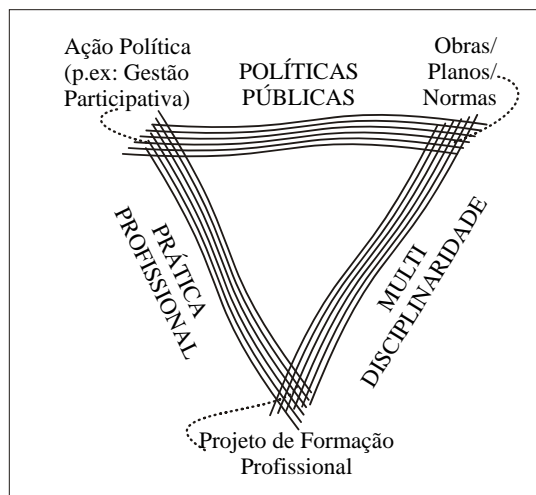 Ação Política
(p.ex: Gestão
Participativa)
POLÍTICAS
PÚBLICAS
Obras/
Planos/
Normas
PRÁTICA
PROFISSIONAL
MULTI
DISCIPLINARIDADE
Projeto de Formação
Profissional